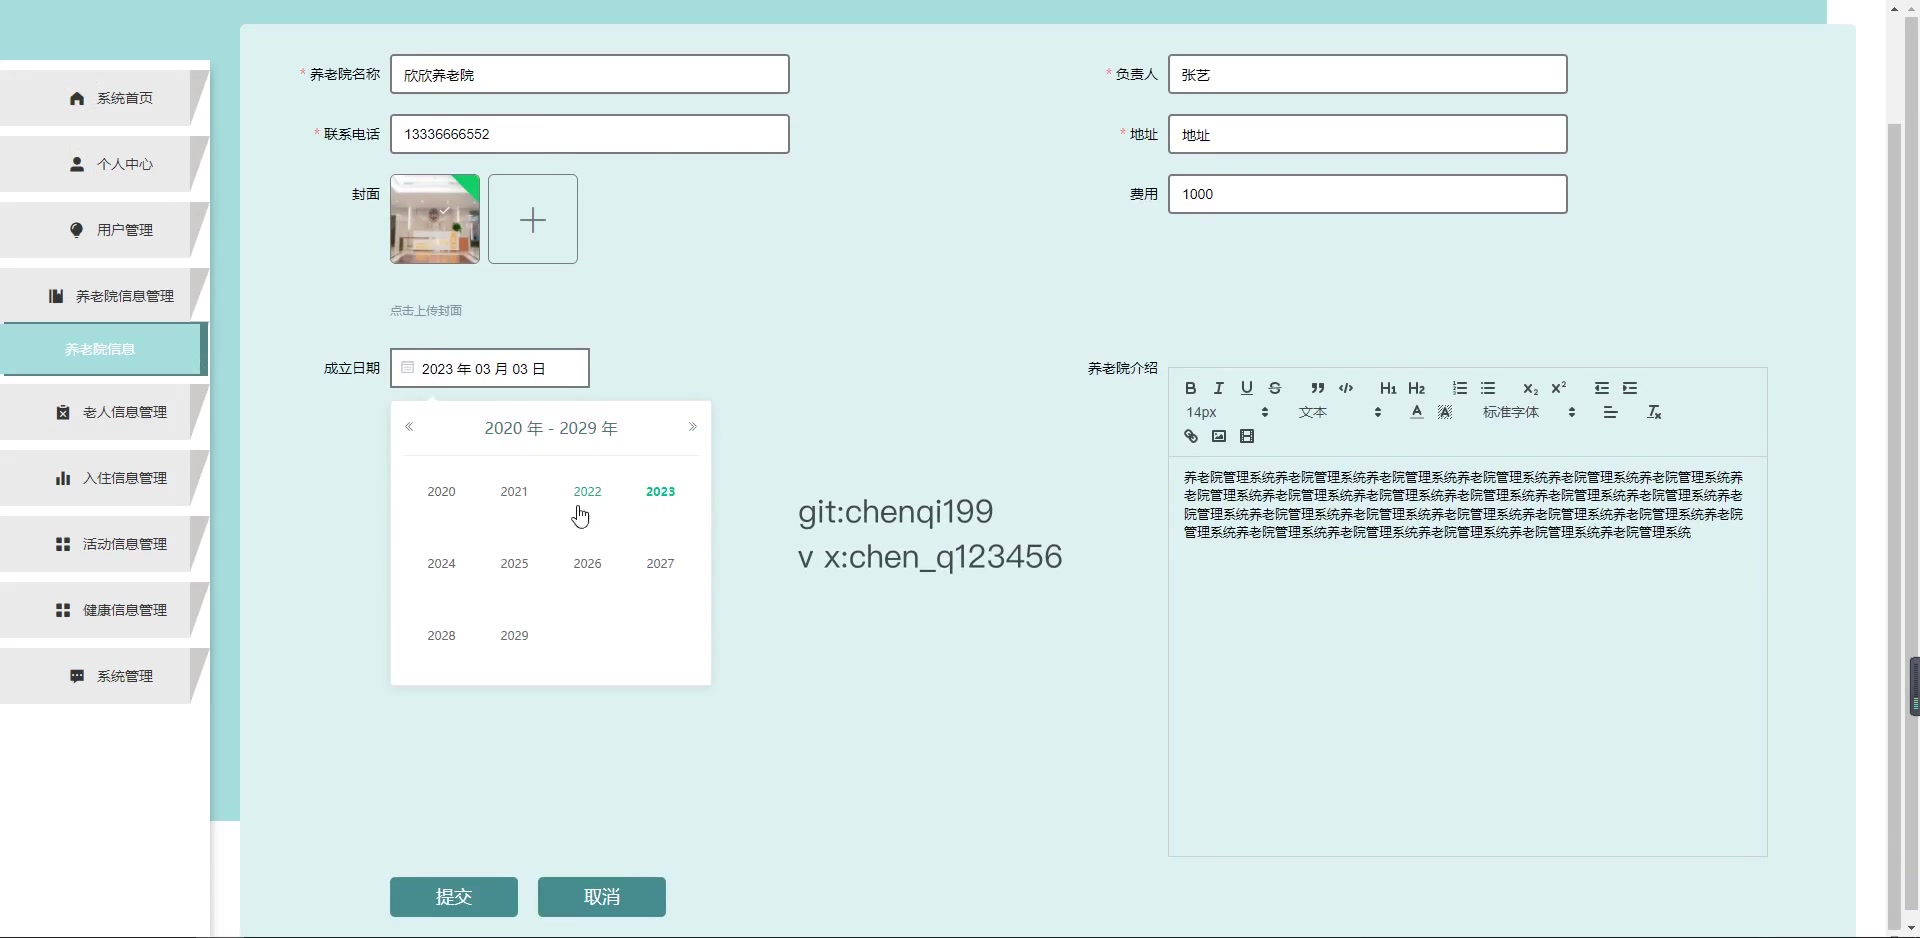 系统首页
个人中心
用户管理
养老院信息管理
养老院信息
老人信息管理
入住信息管理
活动信息管理
健康信息管理
系统管理
* 养老院名称 欣欣养老院
* 负责人 张艺
* 联系电话 13336666552
* 地址 地址
封面
费用 1000
点击上传封面
成立日期 2023 年 03 月 03 日
2020 年 - 2029 年
2020 2021 2022 2023
2024 2025 2026 2027
2028 2029
git:chenqi199
v x:chen_q123456
养老院介绍
B I U S H1 H2 X2 X2
14px 文本 A A 标准字体 Tx
养老院管理系统养老院管理系统养老院管理系统养老院管理系统养老院管理系统养老院管理系统养
老院管理系统养老院管理系统养老院管理系统养老院管理系统养老院管理系统养老院管理系统养老
院管理系统养老院管理系统养老院管理系统养老院管理系统养老院管理系统养老院管理系统养老院
管理系统养老院管理系统养老院管理系统养老院管理系统养老院管理系统养老院管理系统
提交 取消